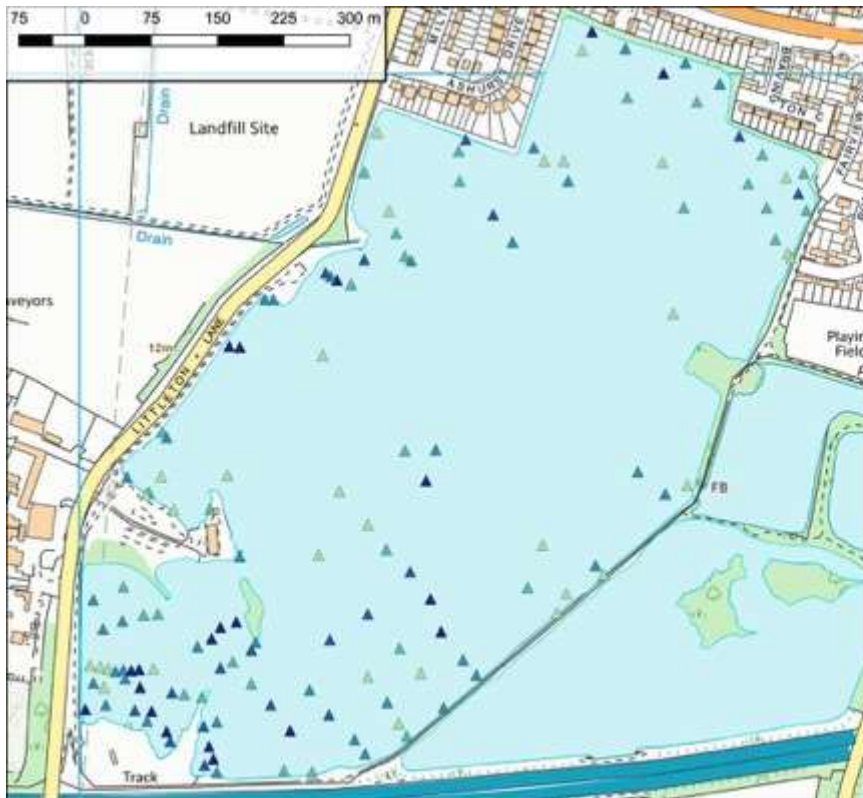 75 0 75 150 225 300 m
ASHURST DRIVE
Drain
Landfill Site
FAIRVIEW
Drain
veyors
12m
LITTLETON LANE
Playin
Field
FB
Track